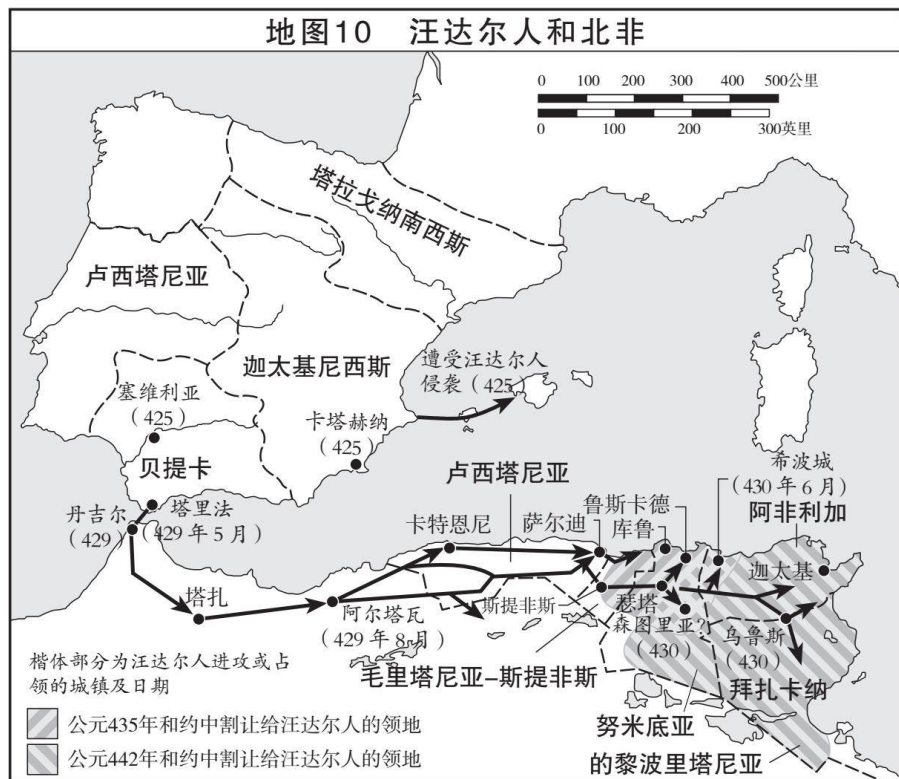 地图10 汪达尔人和北非
0 100 200 300 400 500公里
0 100 200 300英里
塔拉戈纳南西斯
卢西塔尼亚
迦太基尼西斯
遭受汪达尔人
侵袭（425）
塞维利亚
（425）
卡塔赫纳
（425）
贝提卡
希波城
（430年6月）
卢西塔尼亚
阿非利加
丹吉尔
（429）
塔里法
（429年5月）
卡特恩尼
萨尔迪
鲁斯卡德
库鲁
迦太基
塔扎
阿尔塔瓦
（429年8月）
斯提非斯
瑟塔
森图里亚？
（430）
乌鲁斯
（430）
毛里塔尼亚-斯提非斯
拜扎卡纳
努米底亚
的黎波里塔尼亚
楷体部分为汪达尔人进攻或占
领的城镇及日期
公元435年和约中割让给汪达尔人的领地
公元442年和约中割让给汪达尔人的领地